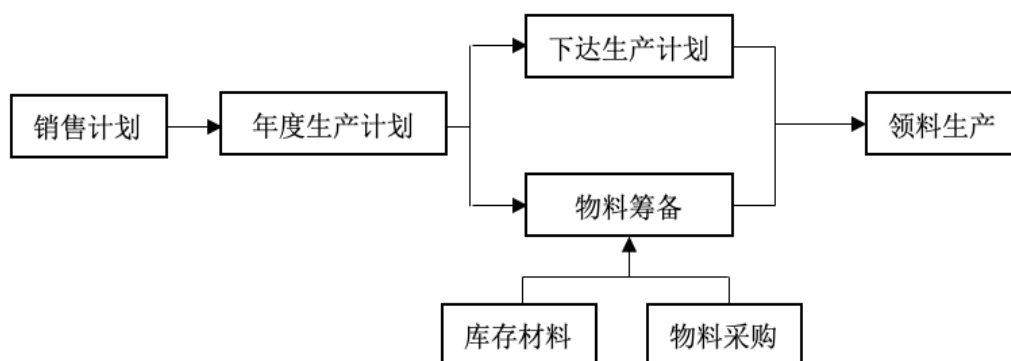 下达生产计划
销售计划
年度生产计划
领料生产
物料筹备
库存材料
物料采购